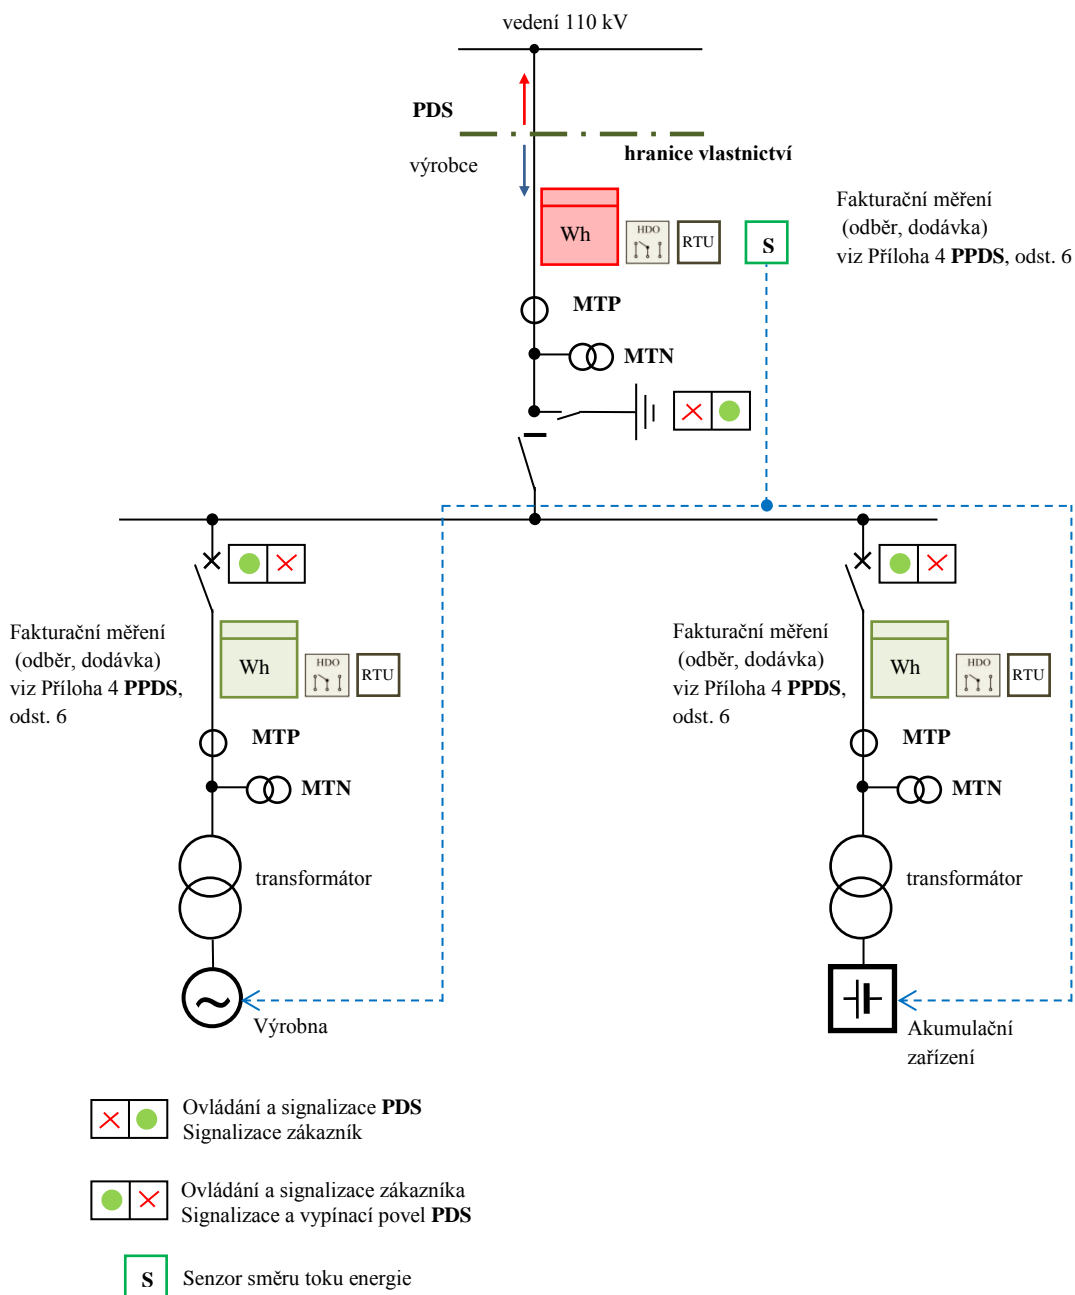 vedení 110 kV
PDS
hranice vlastnictví
výrobce
Fakturační měření
(odběr, dodávka)
viz Příloha 4 PPDS, odst. 6
Wh
HDO
RTU
S
MTP
MTN
Fakturační měření
(odběr, dodávka)
viz Příloha 4 PPDS,
odst. 6
Wh
HDO
RTU
MTP
MTN
transformátor
Výrobna
Fakturační měření
(odběr, dodávka)
viz Příloha 4 PPDS,
odst. 6
Wh
HDO
RTU
MTP
MTN
transformátor
Akumulační
zařízení
Ovládání a signalizace PDS
Signalizace zákazník
Ovládání a signalizace zákazníka
Signalizace a vypínací povel PDS
S
Senzor směru toku energie